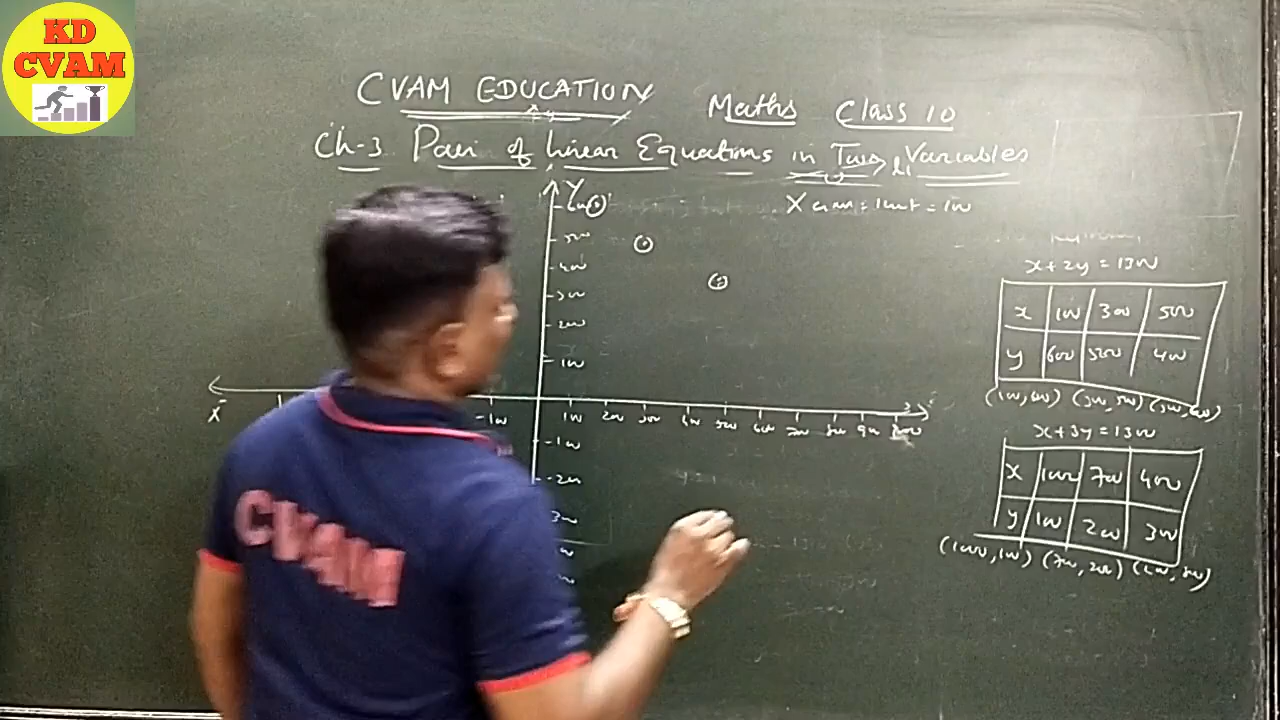 KD
CVAM
CVAM EDUCATION
Maths Class 10
Ch-3 Pair of Linear Equations in Two Variables
Y
600
500
400
300
200
100
X axis = 1 unit = 100
x + 2y = 1300
x 100 300 500
y 600 500 400
(100, 600) (300, 500) (500, 400)
X -100 100 200 300 400 500 600 700 800 900 1000
-100
-200
x + 3y = 1300
x 1000 700 400
y 100 200 300
(1000, 100) (700, 200) (400, 300)
CVAM